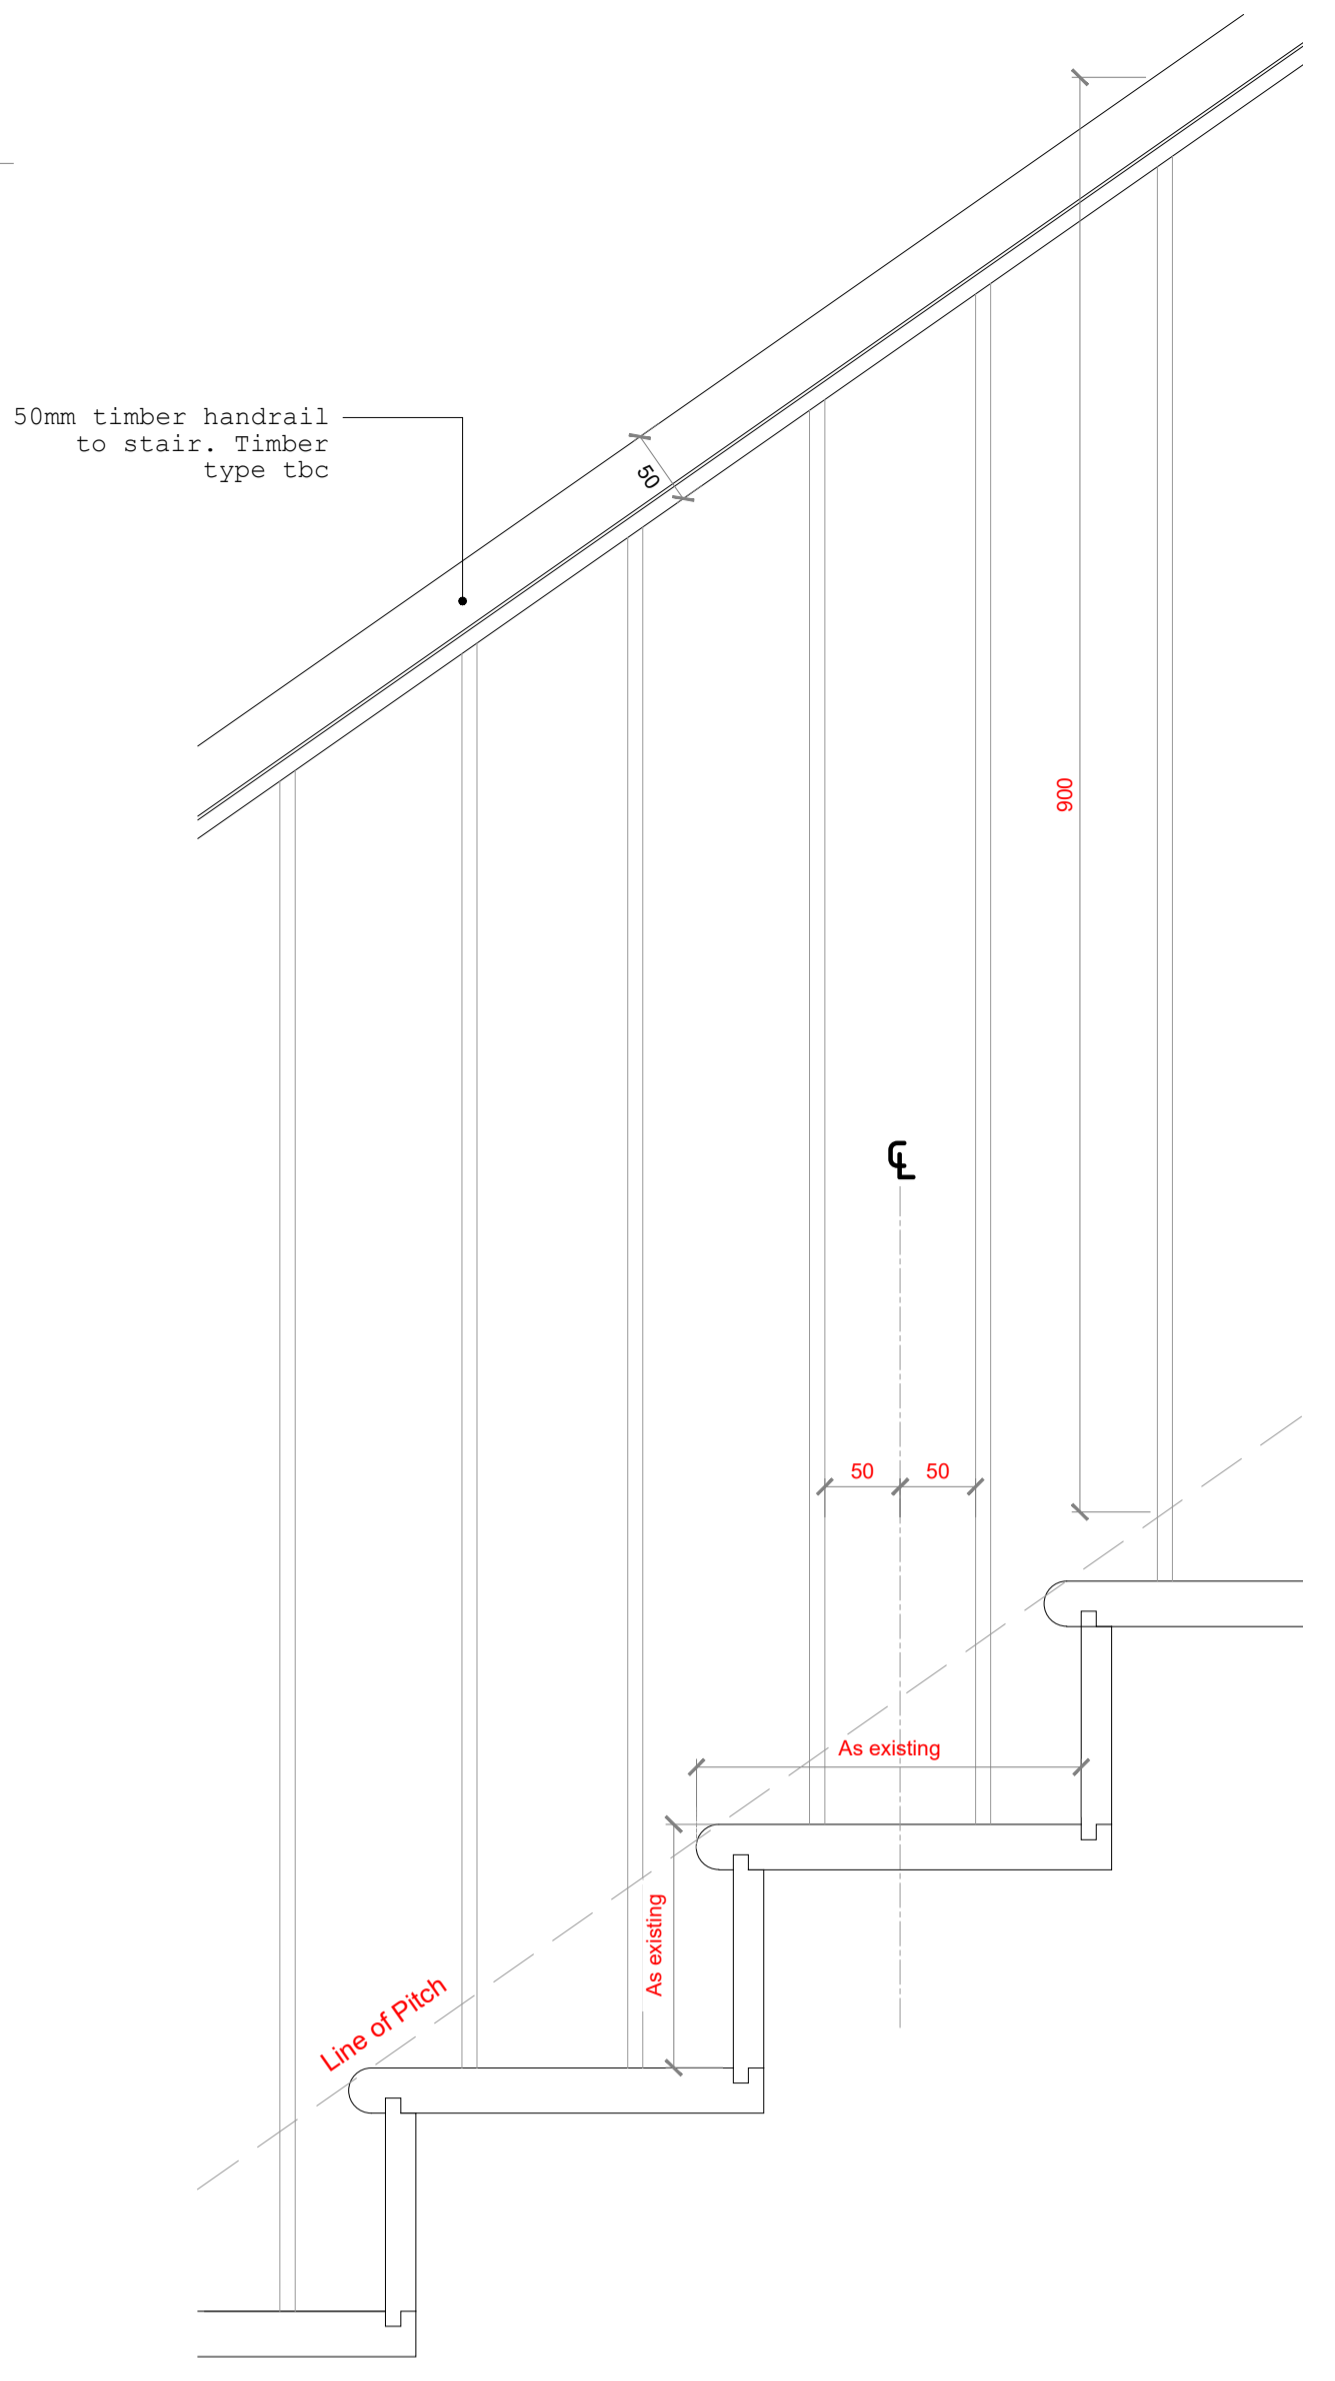 50mm timber handrail
to stair. Timber
type tbc
50
900
℄
50 50
As existing
As existing
Line of Pitch